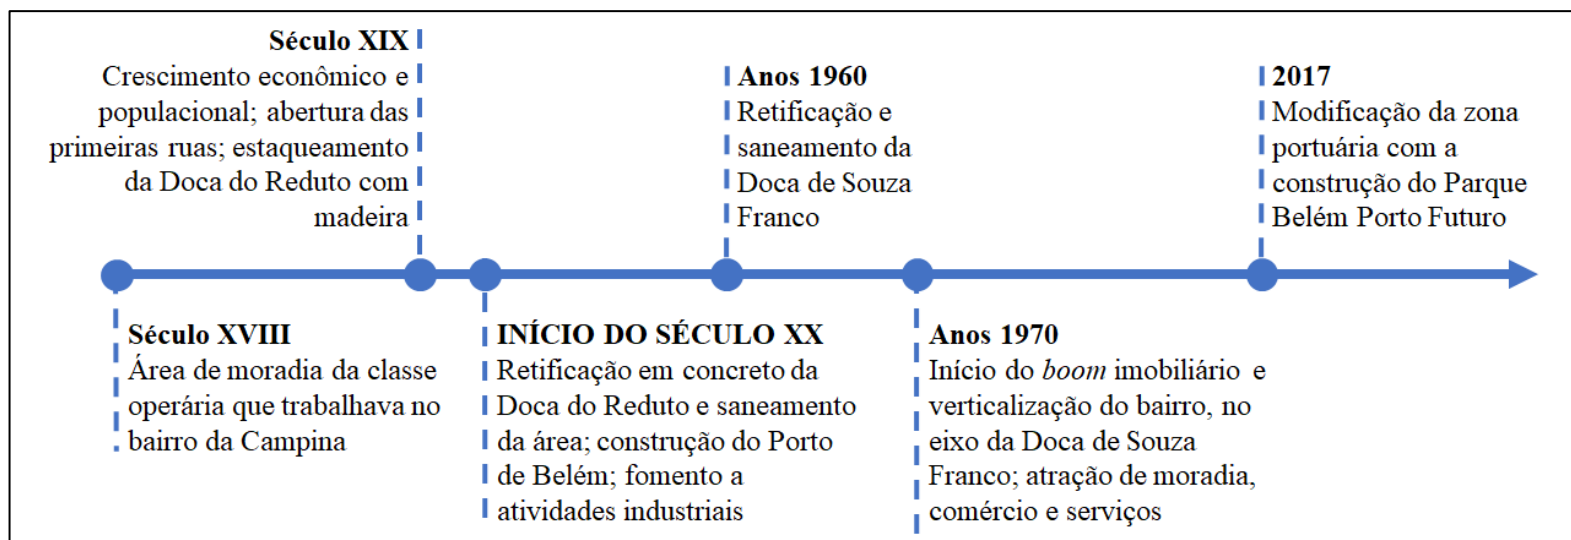 Século XIX
Crescimento econômico e
populacional; abertura das
primeiras ruas; estaqueamento
da Doca do Reduto com
madeira
Anos 1960
Retificação e
saneamento da
Doca de Souza
Franco
2017
Modificação da zona
portuária com a
construção do Parque
Belém Porto Futuro
Século XVIII
Área de moradia da classe
operária que trabalhava no
bairro da Campina
INÍCIO DO SÉCULO XX
Retificação em concreto da
Doca do Reduto e saneamento
da área; construção do Porto
de Belém; fomento a
atividades industriais
Anos 1970
Início do boom imobiliário e
verticalização do bairro, no
eixo da Doca de Souza
Franco; atração de moradia,
comércio e serviços